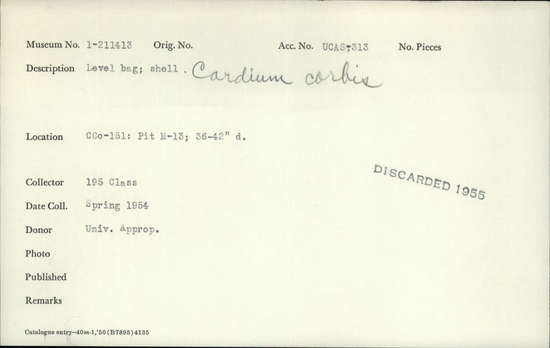 Museum No. 1-211413 Orig. No. Acc. No. UCAS-313 No. Pieces
Description Level bag; shell. Cardium corbis
Location CCo-151: Pit M-13; 36-42" d.
Collector 195 Class
DISCARDED 1955
Date Coll. Spring 1954
Donor Univ. Approp.
Photo
Published
Remarks
Catalogue entry—40m-1,'50(B7895)4135